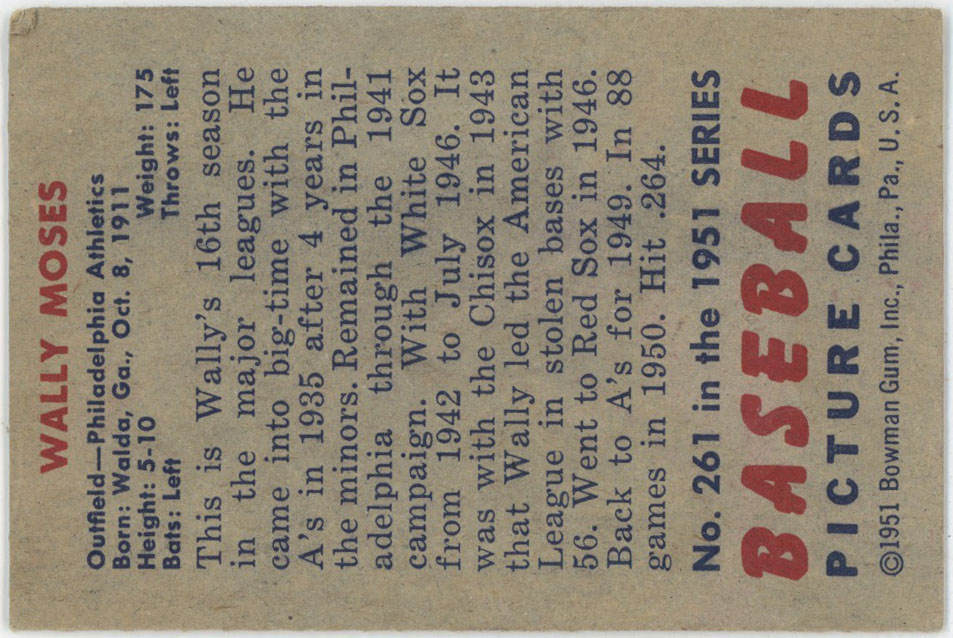 WALLY MOSES
Outfield—Philadelphia Athletics
Born: Walda, Ga., Oct. 8, 1911
Height: 5-10 Weight: 175
Bats: Left Throws: Left
This is Wally's 16th season
in the major leagues. He
came into big-time with the
A's in 1935 after 4 years in
the minors. Remained in Phil-
adelphia through the 1941
campaign. With White Sox
from 1942 to July 1946. It
was with the Chisox in 1943
that Wally led the American
League in stolen bases with
56. Went to Red Sox in 1946.
Back to A's for 1949. In 88
games in 1950. Hit .264.
No. 261 in the 1951 SERIES
BASEBALL
PICTURE CARDS
©1951 Bowman Gum, Inc., Phila., Pa., U. S. A.